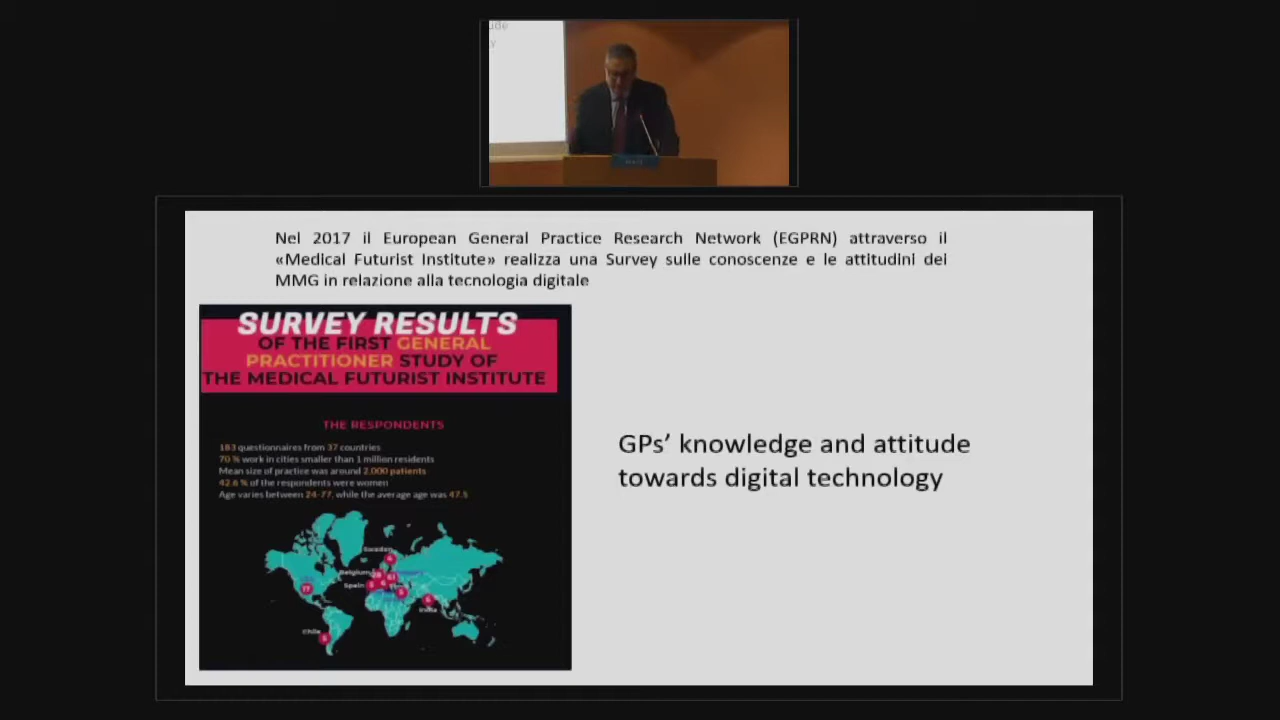 Nel 2017 il European General Practice Research Network (EGPRN) attraverso il
«Medical Futurist Institute» realizza una Survey sulle conoscenze e le attitudini dei
MMG in relazione alla tecnologia digitale
SURVEY RESULTS
OF THE FIRST GENERAL
PRACTITIONER STUDY OF
THE MEDICAL FUTURIST INSTITUTE
THE RESPONDENTS
183 questionnaires from 37 countries
70 % work in cities smaller than 1 million residents
Mean size of practice was around 2.000 patients
42.6 % of the respondents were women
Age varies between 24-77, while the average age was 47.5
GPs' knowledge and attitude
towards digital technology
Sweden
Belgium
Spain
India
Chile